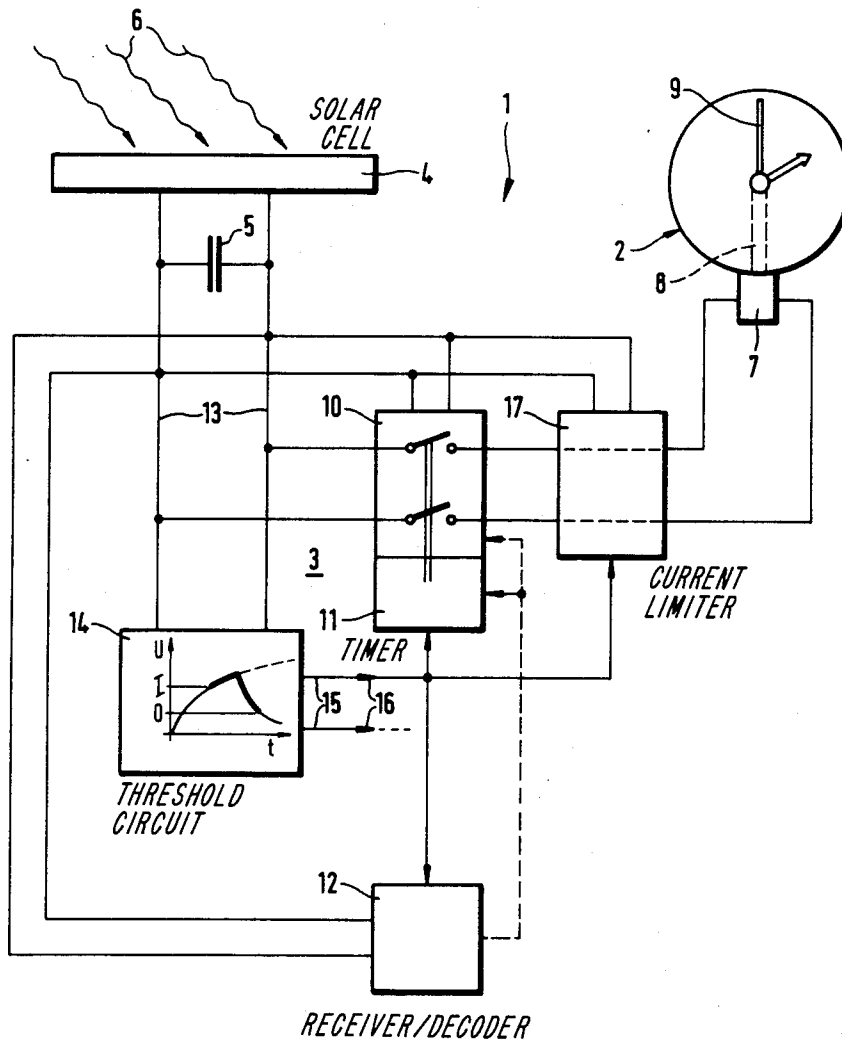 6
SOLAR
CELL
1
9
4
5
2
8
7
13
10
17
3
14
U
I
0
t
11
TIMER
CURRENT
LIMITER
15
16
THRESHOLD
CIRCUIT
12
RECEIVER/DECODER